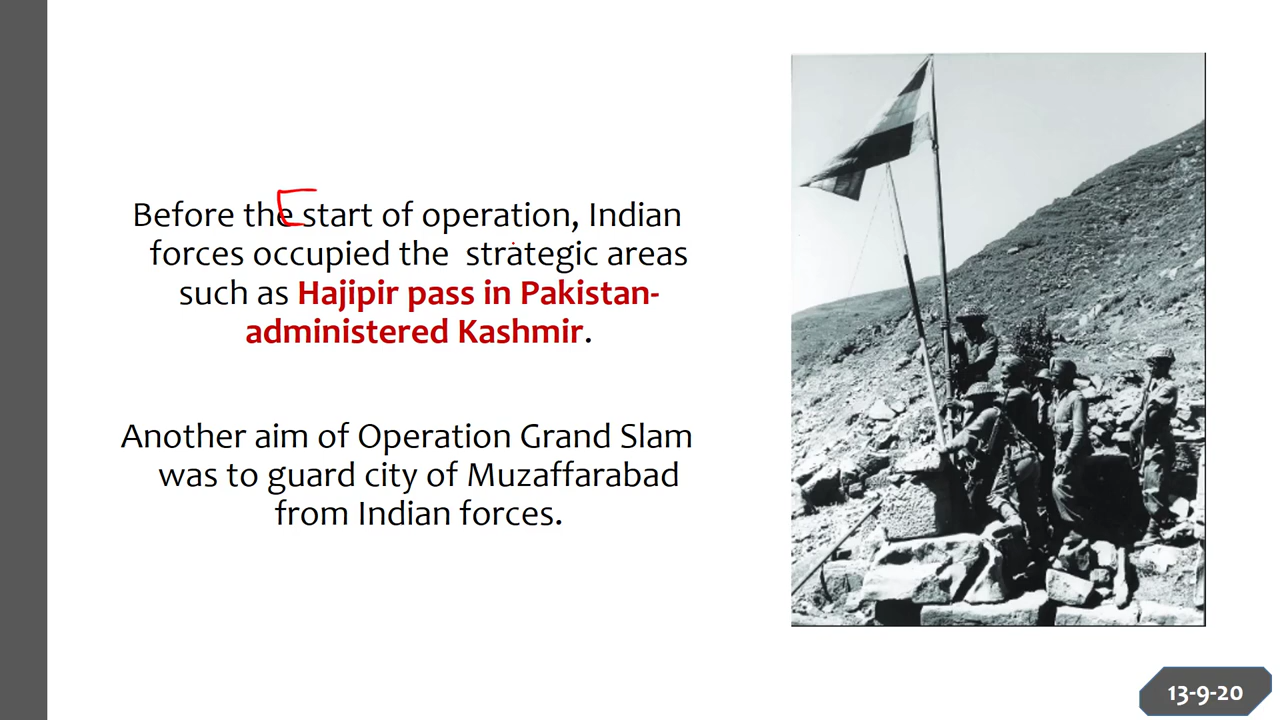 Before the start of operation, Indian
forces occupied the strategic areas
such as Hajipir pass in Pakistan-
administered Kashmir.
Another aim of Operation Grand Slam
was to guard city of Muzaffarabad
from Indian forces.
13-9-20